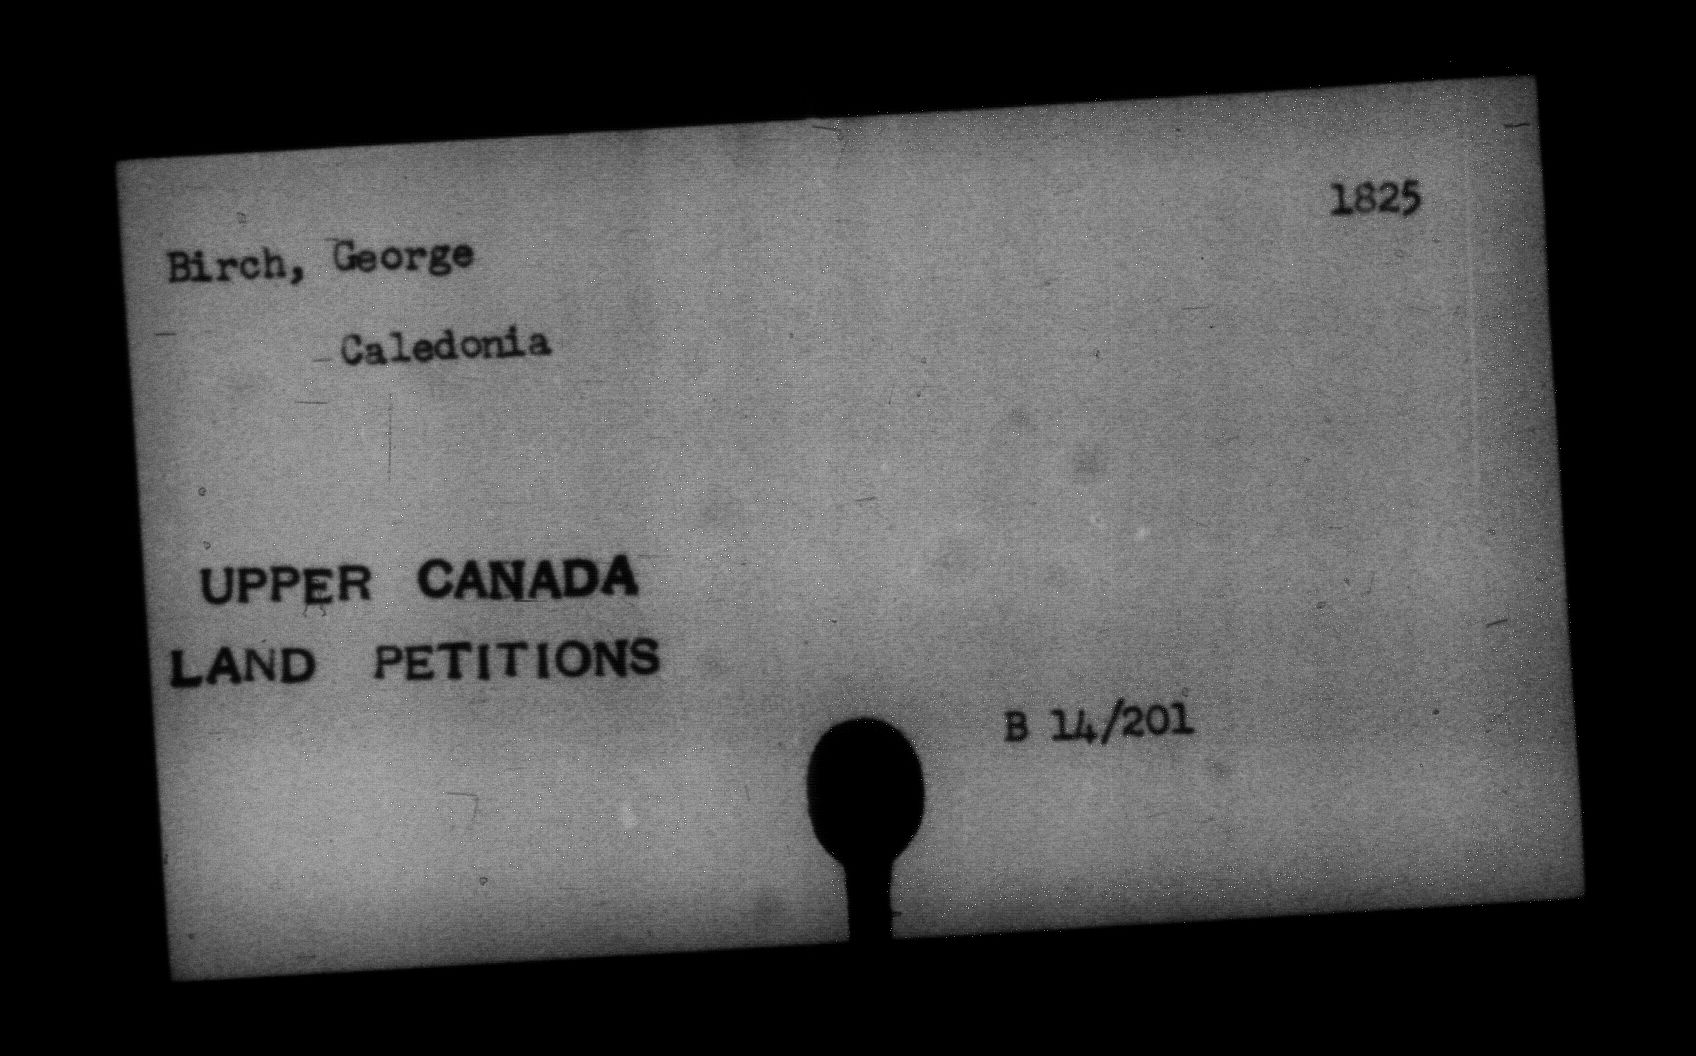 1825
Birch, George
Caledonia
UPPER CANADA
LAND PETITIONS
B 14/201